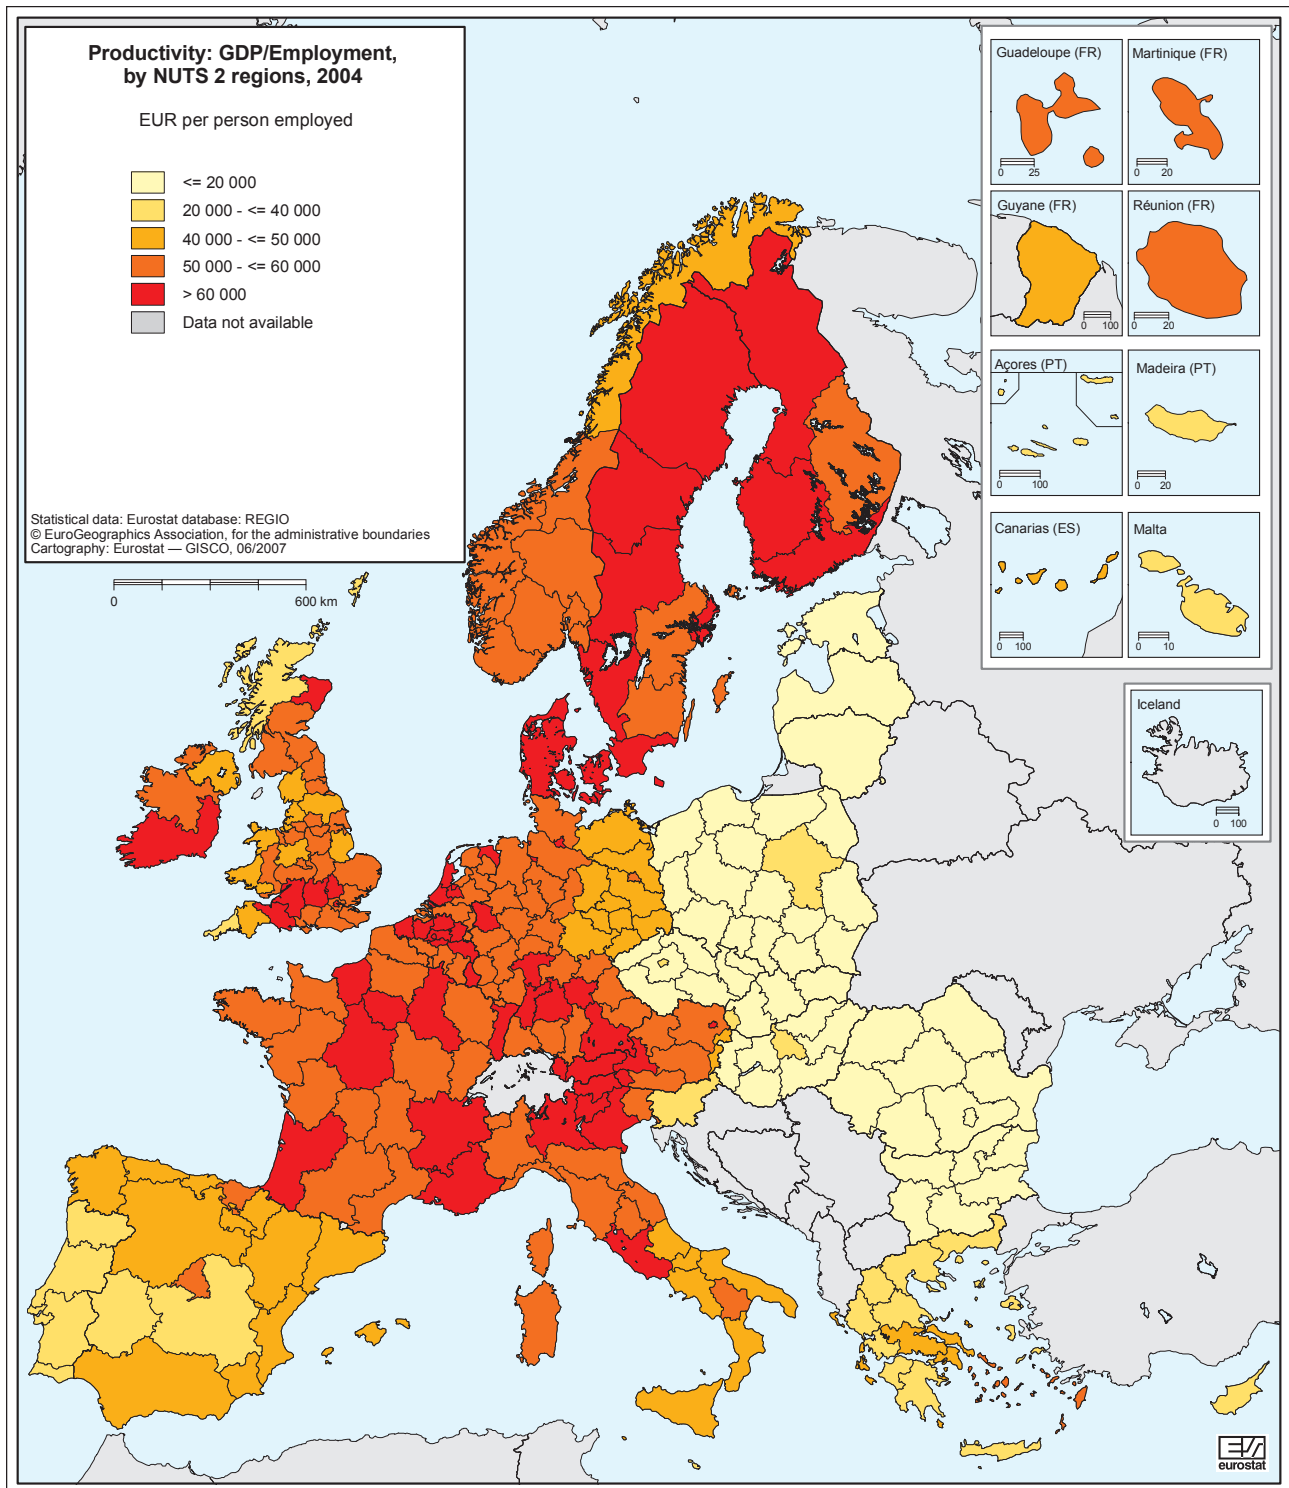 Productivity: GDP/Employment,
by NUTS 2 regions, 2004
EUR per person employed
<= 20 000
20 000 - <= 40 000
40 000 - <= 50 000
50 000 - <= 60 000
> 60 000
Data not available
Statistical data: Eurostat database: REGIO
© EuroGeographics Association, for the administrative boundaries
Cartography: Eurostat — GISCO, 06/2007
0 600 km
Guadeloupe (FR)
0 25
Martinique (FR)
0 20
Guyane (FR)
0 100
Réunion (FR)
0 20
Açores (PT)
0 100
Madeira (PT)
0 20
Canarias (ES)
0 100
Malta
0 10
Iceland
0 100
eurostat